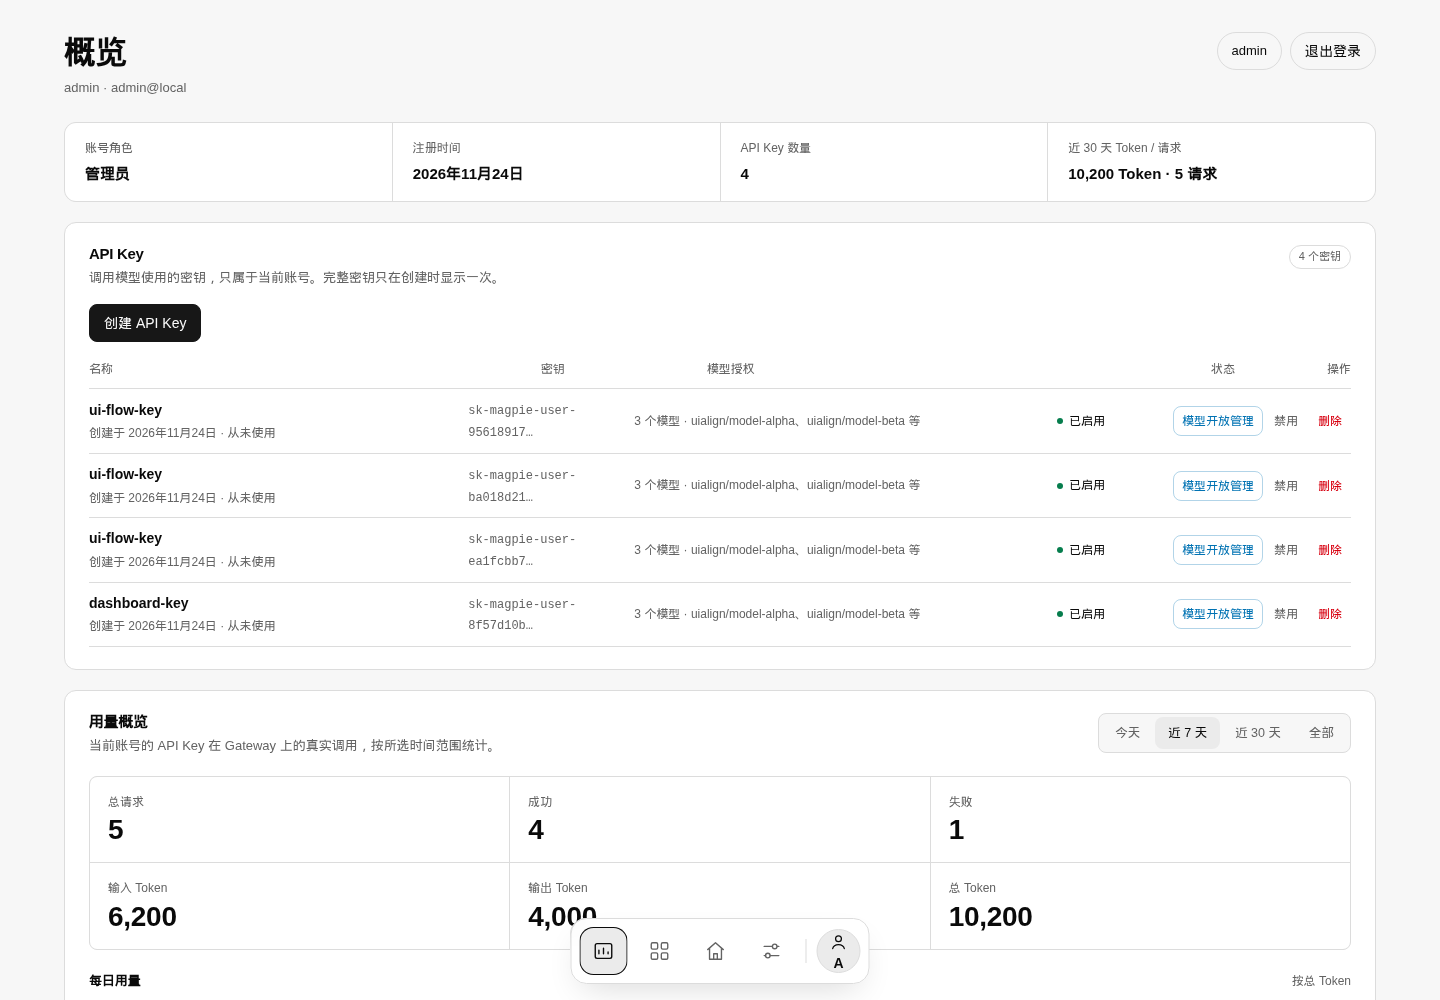 概览
admin
退出登录
admin · admin@local
账号角色
管理员
注册时间
2026年11月24日
API Key 数量
4
近 30 天 Token / 请求
10,200 Token · 5 请求
API Key
4 个密钥
调用模型使用的密钥，只属于当前账号。完整密钥只在创建时显示一次。
创建 API Key
名称 密钥 模型授权 状态 操作
ui-flow-key
创建于 2026年11月24日 · 从未使用
sk-magpie-user-
95618917…
3 个模型 · uialign/model-alpha、uialign/model-beta 等
已启用
模型开放管理 禁用 删除
ui-flow-key
创建于 2026年11月24日 · 从未使用
sk-magpie-user-
ba018d21…
3 个模型 · uialign/model-alpha、uialign/model-beta 等
已启用
模型开放管理 禁用 删除
ui-flow-key
创建于 2026年11月24日 · 从未使用
sk-magpie-user-
ea1fcbb7…
3 个模型 · uialign/model-alpha、uialign/model-beta 等
已启用
模型开放管理 禁用 删除
dashboard-key
创建于 2026年11月24日 · 从未使用
sk-magpie-user-
8f57d10b…
3 个模型 · uialign/model-alpha、uialign/model-beta 等
已启用
模型开放管理 禁用 删除
用量概览
当前账号的 API Key 在 Gateway 上的真实调用，按所选时间范围统计。
今天 近 7 天 近 30 天 全部
总请求
5
成功
4
失败
1
输入 Token
6,200
输出 Token
4,000
总 Token
10,200
A
每日用量
按总 Token